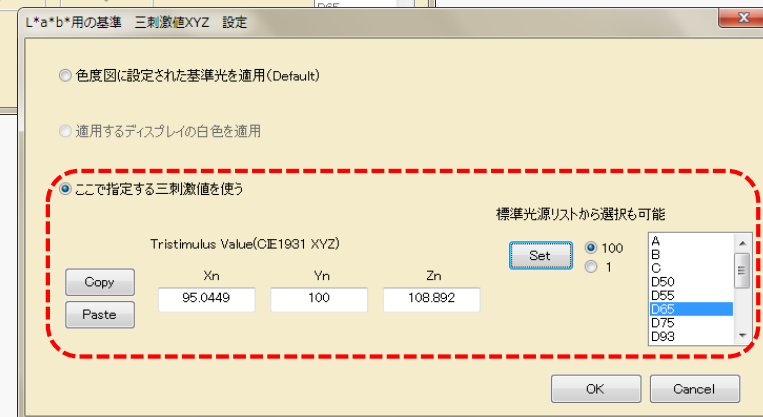 D65
L*a*b*用の基準 三刺激値XYZ 設定
色度図に設定された基準光を適用(Default)
適用するディスプレイの白色を適用
ここで指定する三刺激値を使う
標準光源リストから選択も可能
Tristimulus Value(CIE1931 XYZ)
Set
100
1
A
B
C
D50
D55
D65
D75
D93
Copy
Paste
Xn
Yn
Zn
95.0449
100
108.892
OK
Cancel